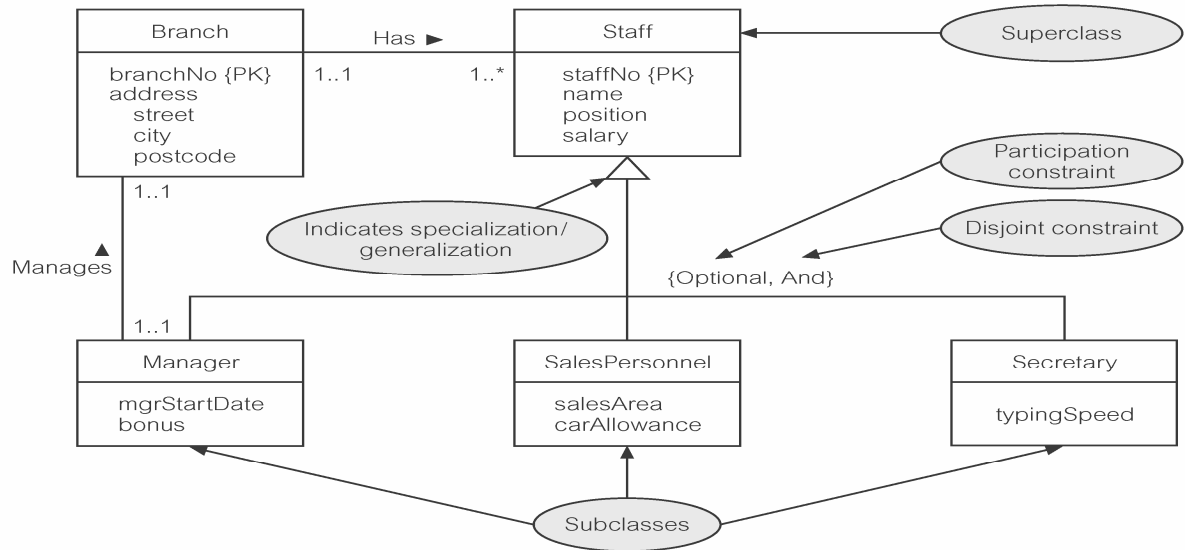 Branch
branchNo {PK}
address
street
city
postcode
Has ►
1..1
1..*
Staff
staffNo {PK}
name
position
salary
Superclass
Participation
constraint
Disjoint constraint
Indicates specialization/
generalization
{Optional, And}
1..1
▲
Manages
1..1
Manager
mgrStartDate
bonus
SalesPersonnel
salesArea
carAllowance
Secretary
typingSpeed
Subclasses